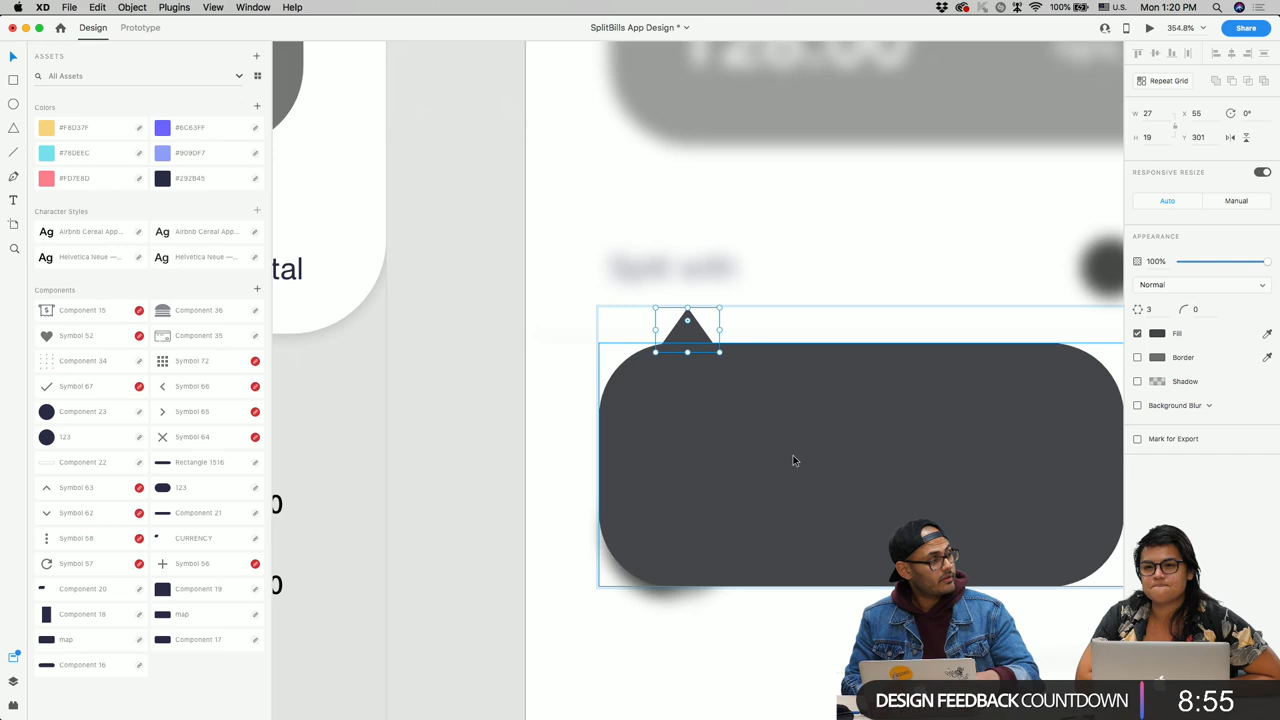 XD File Edit Object Plugins View Window Help
100% U.S. Mon Jul 1 1:20 PM
Design Prototype
SplitBills App Design *
354.8%
Share
ASSETS
All Assets
Colors
#F8D37F #6C63FF
#78DEEC #909DF7
#FD7E8D #292B45
Character Styles
Ag Airbnb Cereal App... Ag Airbnb Cereal App...
Ag Helvetica Neue —... Ag Helvetica Neue —...
Components
Component 15 Component 36
Symbol 52 Component 35
Component 34 Symbol 72
Symbol 67 Symbol 66
Component 23 Symbol 65
123 Symbol 64
Component 22 Rectangle 1516
Symbol 63 123
Symbol 62 Component 21
Symbol 58 CURRENCY
Symbol 57 Symbol 56
Component 20 Component 19
Component 18 map
map Component 17
Component 16
tal
0
0
128.00
Split with
Repeat Grid
W 27 X 55 0°
H 19 Y 301
RESPONSIVE RESIZE
Auto Manual
APPEARANCE
100%
Normal
3 0
Fill
Border
Shadow
Background Blur
Mark for Export
DESIGN FEEDBACK COUNTDOWN 8:55